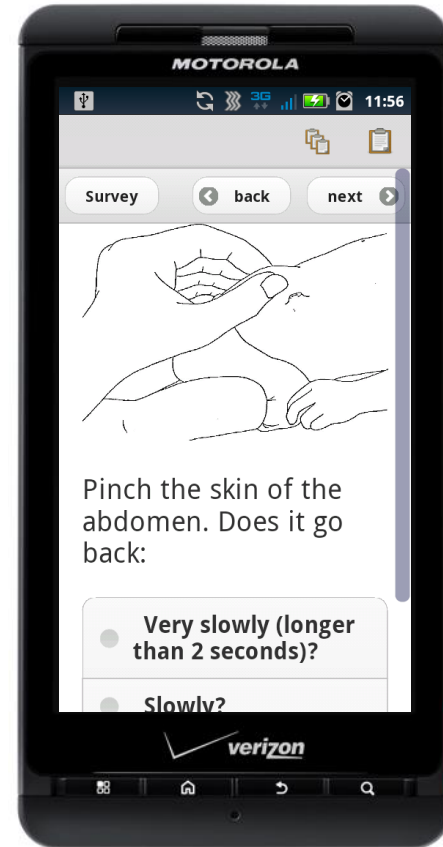 MOTOROLA
3G
11:56
Survey
back
next
Pinch the skin of the
abdomen. Does it go
back:
Very slowly (longer
than 2 seconds)?
Slowly?
verizon